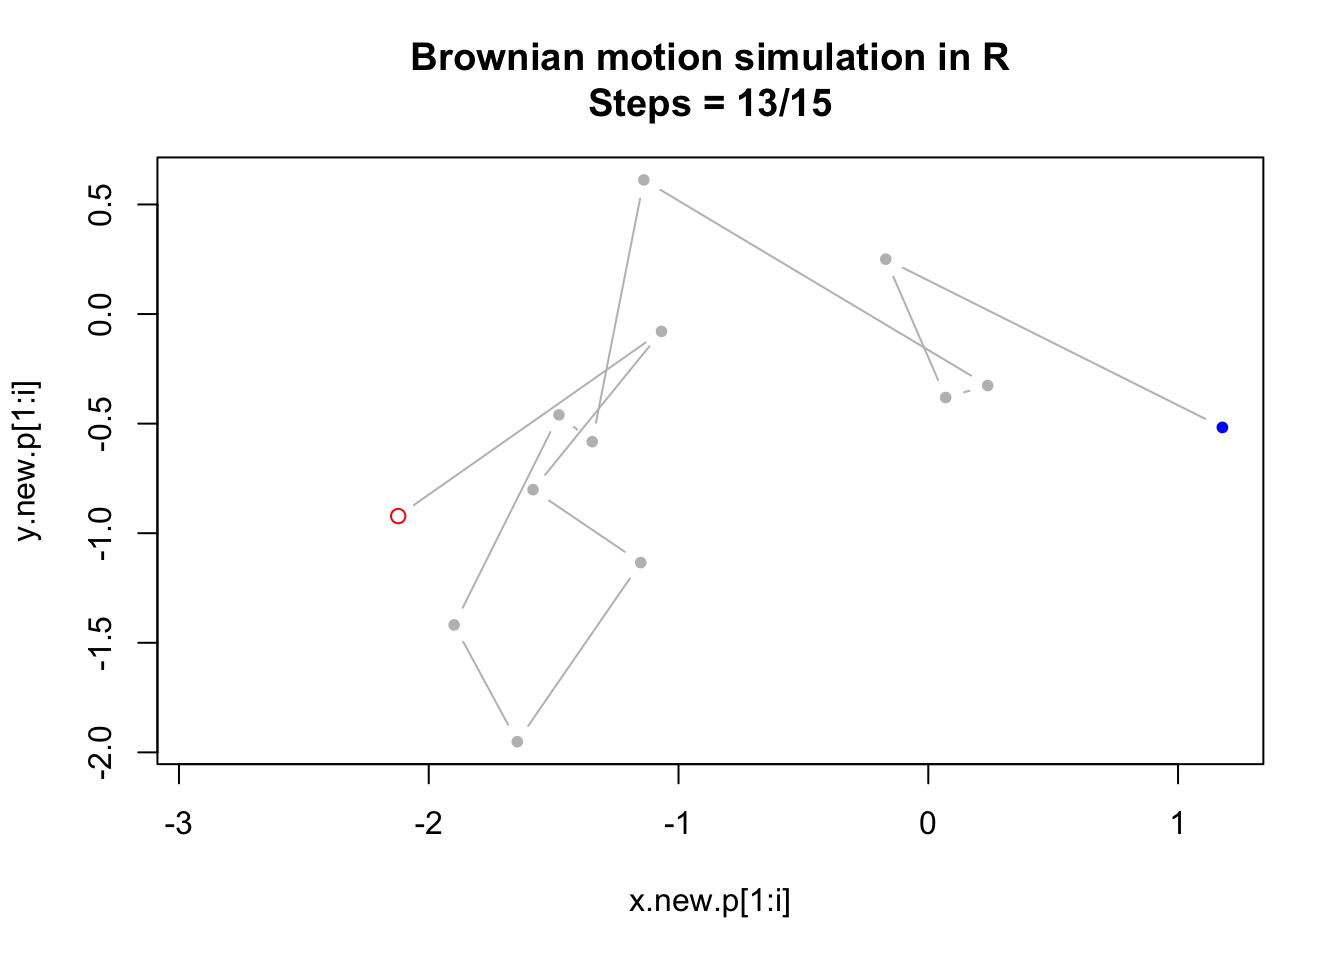 Brownian motion simulation in R
Steps = 13/15
y.new.p[1:i]
0.5
0.0
-0.5
-1.0
-1.5
-2.0
-3 -2 -1 0 1
x.new.p[1:i]